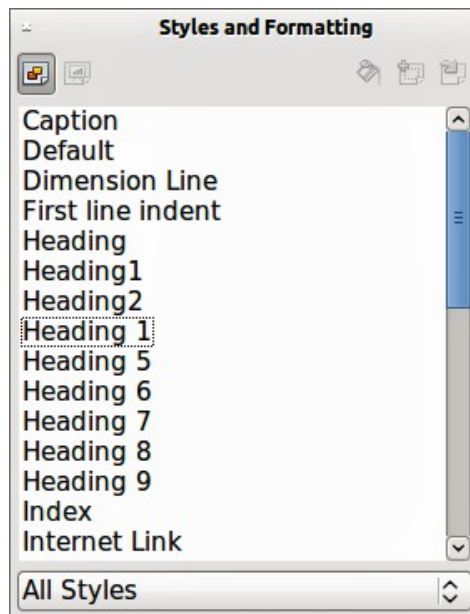 Styles and Formatting
Caption
Default
Dimension Line
First line indent
Heading
Heading1
Heading2
Heading 1
Heading 5
Heading 6
Heading 7
Heading 8
Heading 9
Index
Internet Link
All Styles